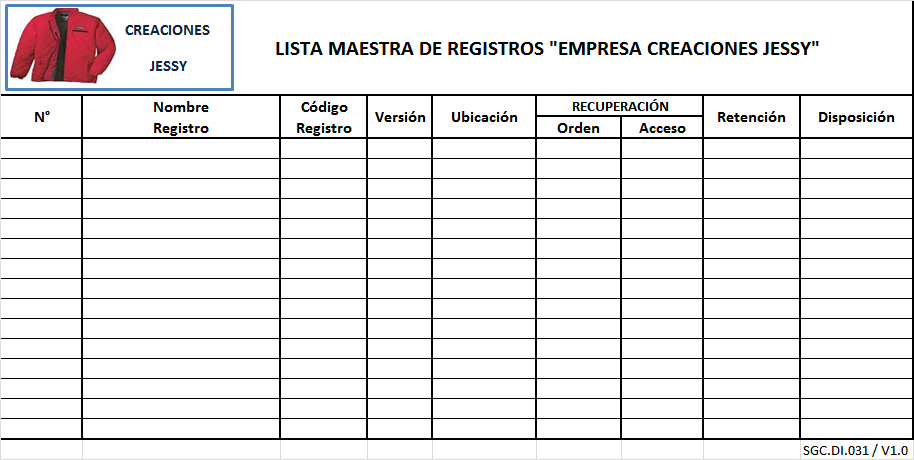 CREACIONES
JESSY
LISTA MAESTRA DE REGISTROS "EMPRESA CREACIONES JESSY"
N°
Nombre
Registro
Código
Registro
Versión
Ubicación
RECUPERACIÓN
Orden
Acceso
Retención
Disposición
SGC.DI.031 / V1.0